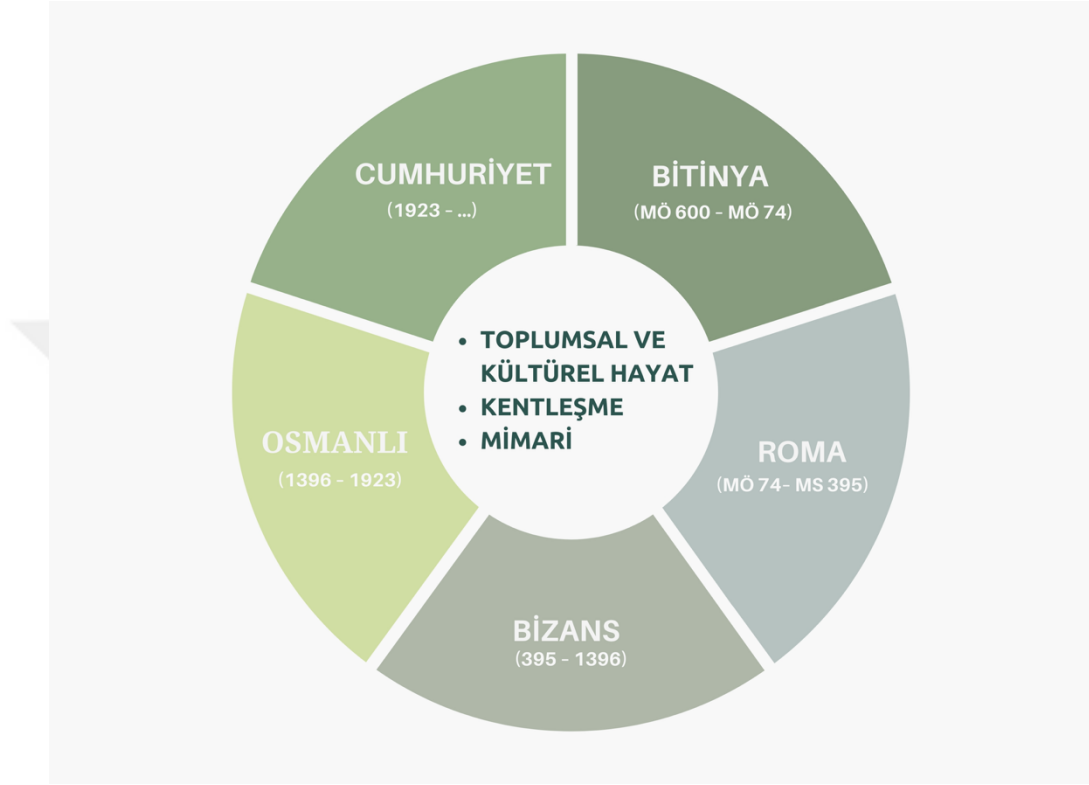 CUMHURİYET
(1923 - ...)
BİTİNYA
(MÖ 600 - MÖ 74)
• TOPLUMSAL VE
KÜLTÜREL HAYAT
• KENTLEŞME
• MİMARİ
OSMANLI
(1396 - 1923)
ROMA
(MÖ 74- MS 395)
BİZANS
(395 - 1396)